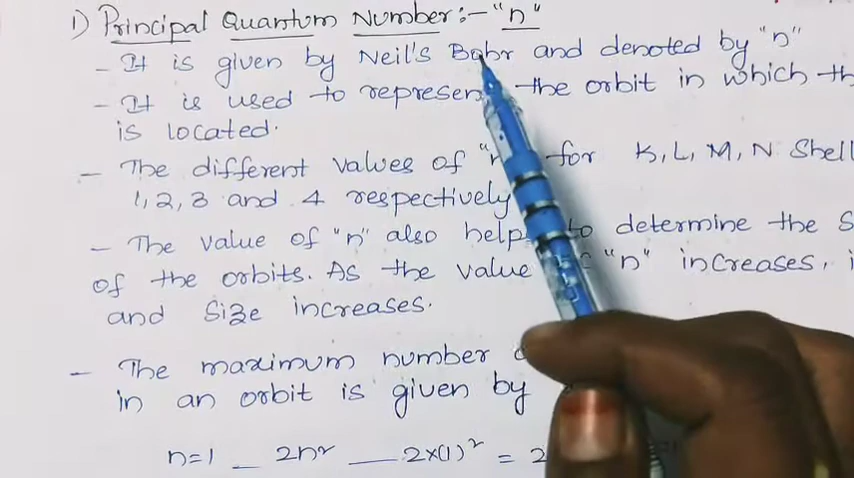 1) Principal Quantum Number:- "n"
- It is given by Neil's Bohr and denoted by "n"
- It is used to represent the orbit in which
is located.
- The different values of "n" for K, L, M, N Shell
1, 2, 3 and 4 respectively
- The value of "n" also help to determine the
of the orbits. As the value "n" increases,
and size increases.
- The maximum number
in an orbit is given by
n=1 _ 2n² _ 2×(1)² = 2